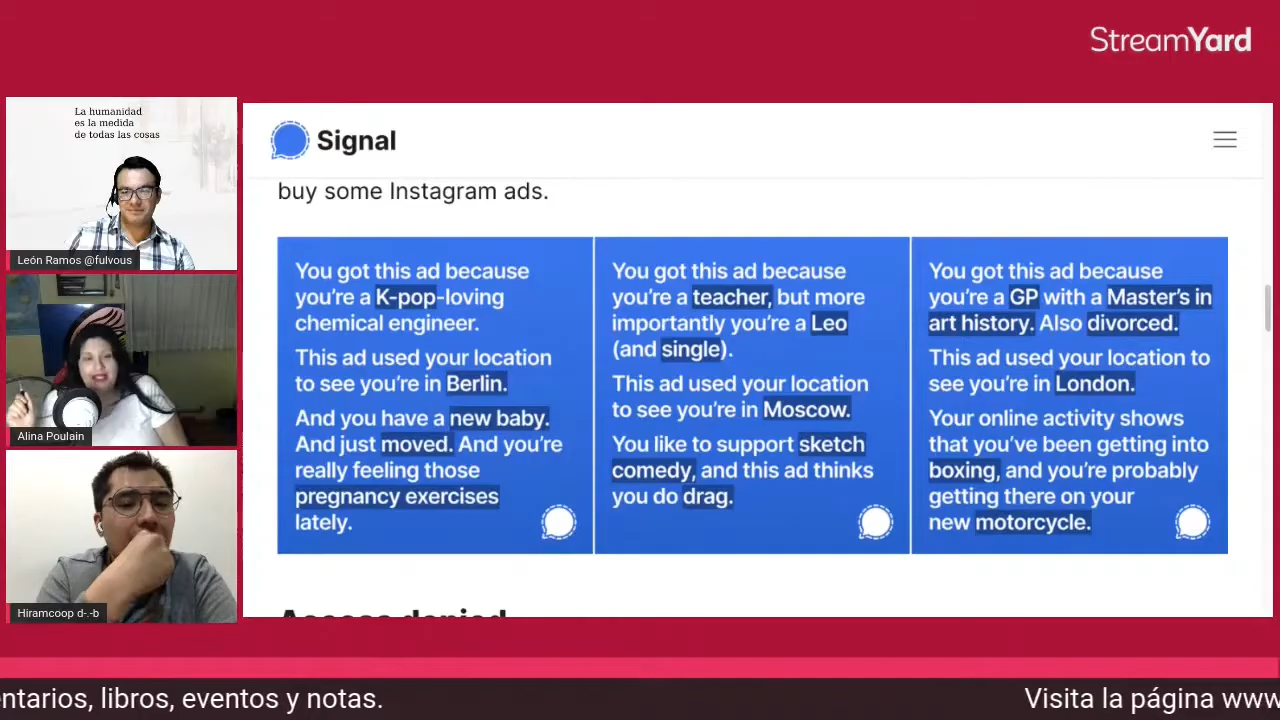 StreamYard
La humanidad
es la medida
de todas las cosas
León Ramos @fulvous
Alina Poulain
Hiramcoop d-.-b
Signal
buy some Instagram ads.
You got this ad because
you're a K-pop-loving
chemical engineer.
This ad used your location
to see you're in Berlin.
And you have a new baby.
And just moved. And you're
really feeling those
pregnancy exercises
lately.
You got this ad because
you're a teacher, but more
importantly you're a Leo
(and single).
This ad used your location
to see you're in Moscow.
You like to support sketch
comedy, and this ad thinks
you do drag.
You got this ad because
you're a GP with a Master's in
art history. Also divorced.
This ad used your location to
see you're in London.
Your online activity shows
that you've been getting into
boxing, and you're probably
getting there on your
new motorcycle.
Access denied
entarios, libros, eventos y notas.
Visita la página www